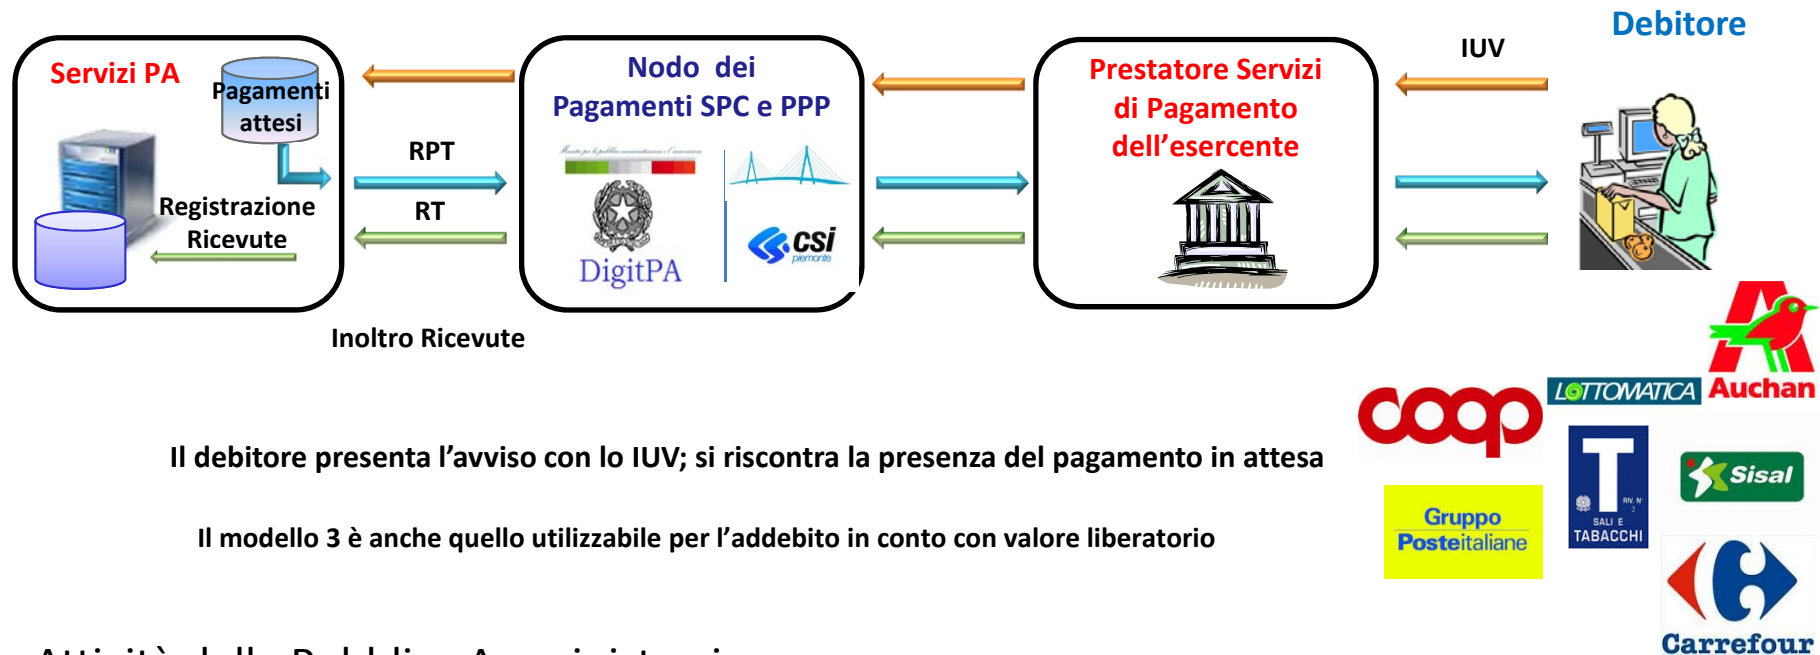 Debitore
Servizi PA
Pagamenti
attesi
Registrazione
Ricevute
RPT
RT
Inoltro Ricevute
Nodo dei
Pagamenti SPC e PPP
DigitPA
csi
piemonte
Prestatore Servizi
di Pagamento
dell'esercente
IUV
Auchan
LOTTOMATICA
coop
T
RIV. N°
2
SALI E
TABACCHI
Sisal
Gruppo
Posteitaliane
Carrefour
Il debitore presenta l'avviso con lo IUV; si riscontra la presenza del pagamento in attesa
Il modello 3 è anche quello utilizzabile per l'addebito in conto con valore liberatorio